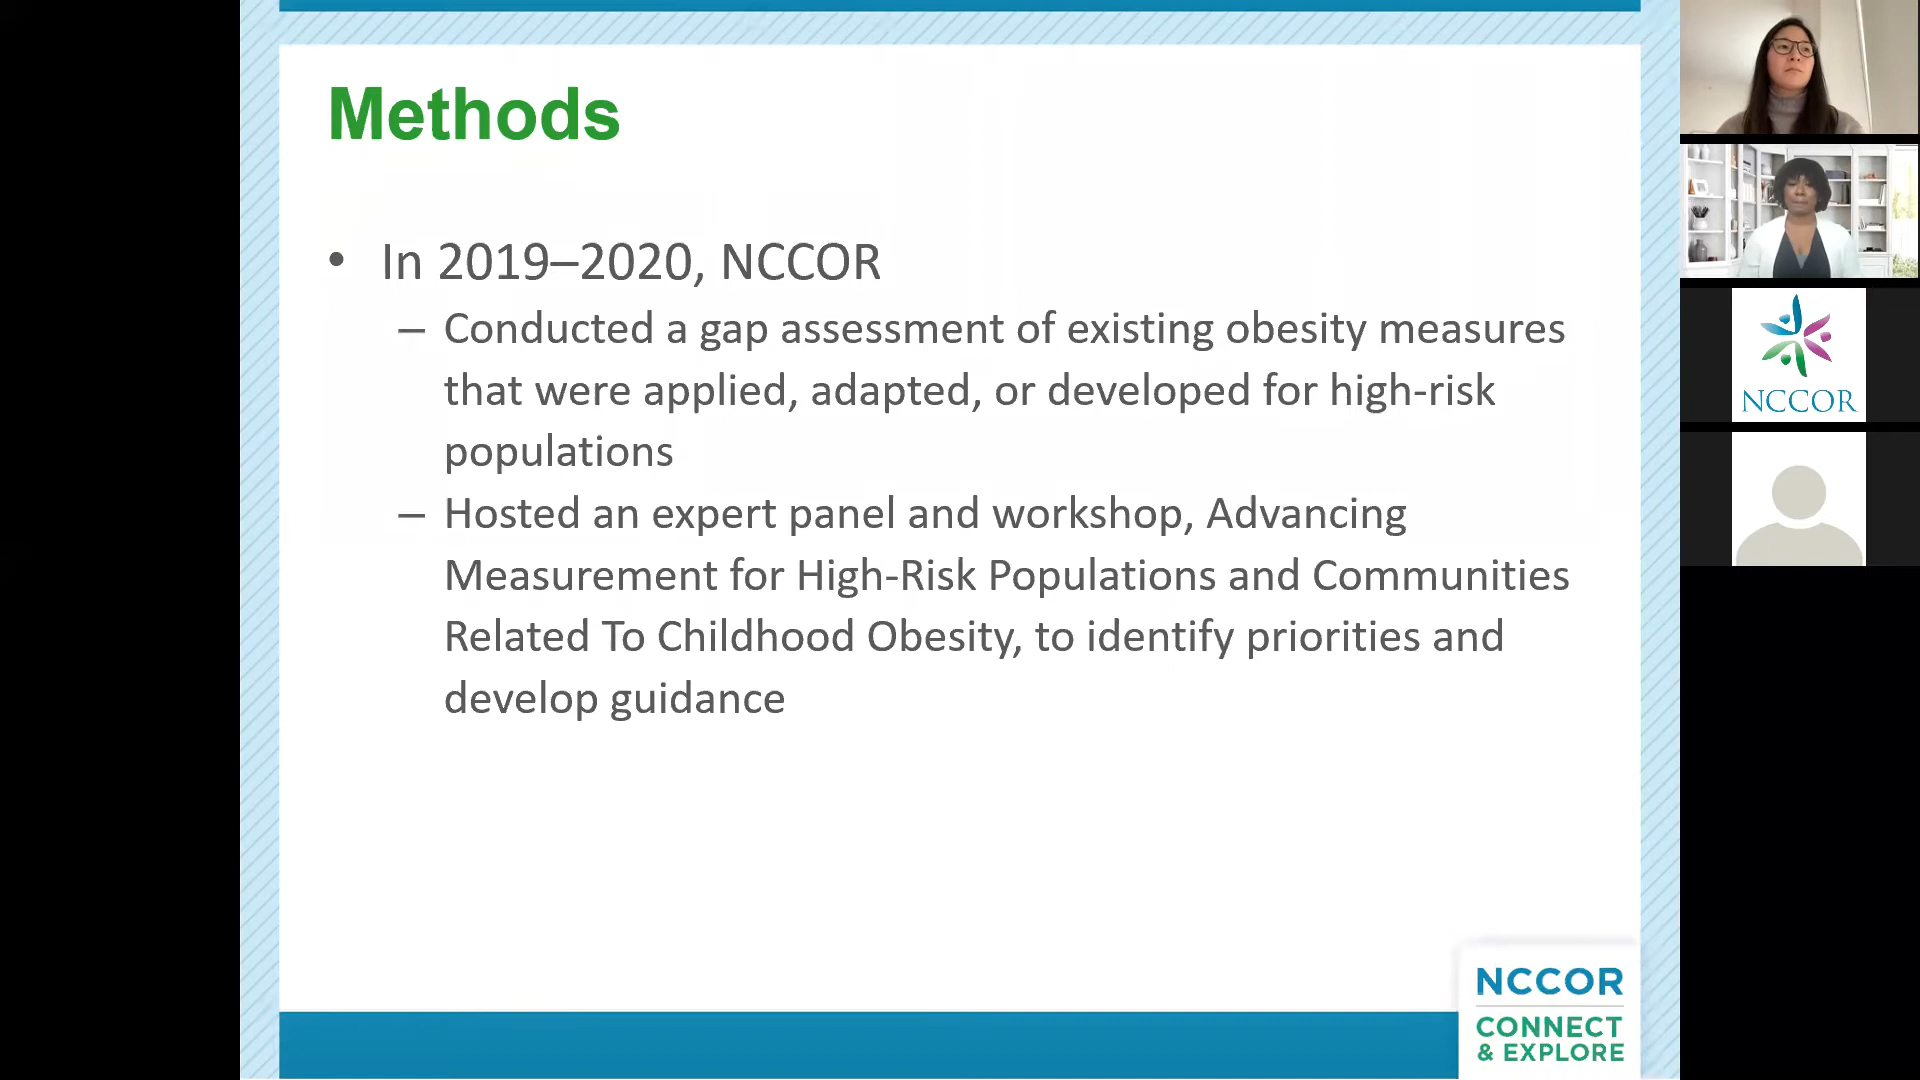 Methods
• In 2019–2020, NCCOR
– Conducted a gap assessment of existing obesity measures
that were applied, adapted, or developed for high-risk
populations
– Hosted an expert panel and workshop, Advancing
Measurement for High-Risk Populations and Communities
Related To Childhood Obesity, to identify priorities and
develop guidance
NCCOR
CONNECT
& EXPLORE
NCCOR